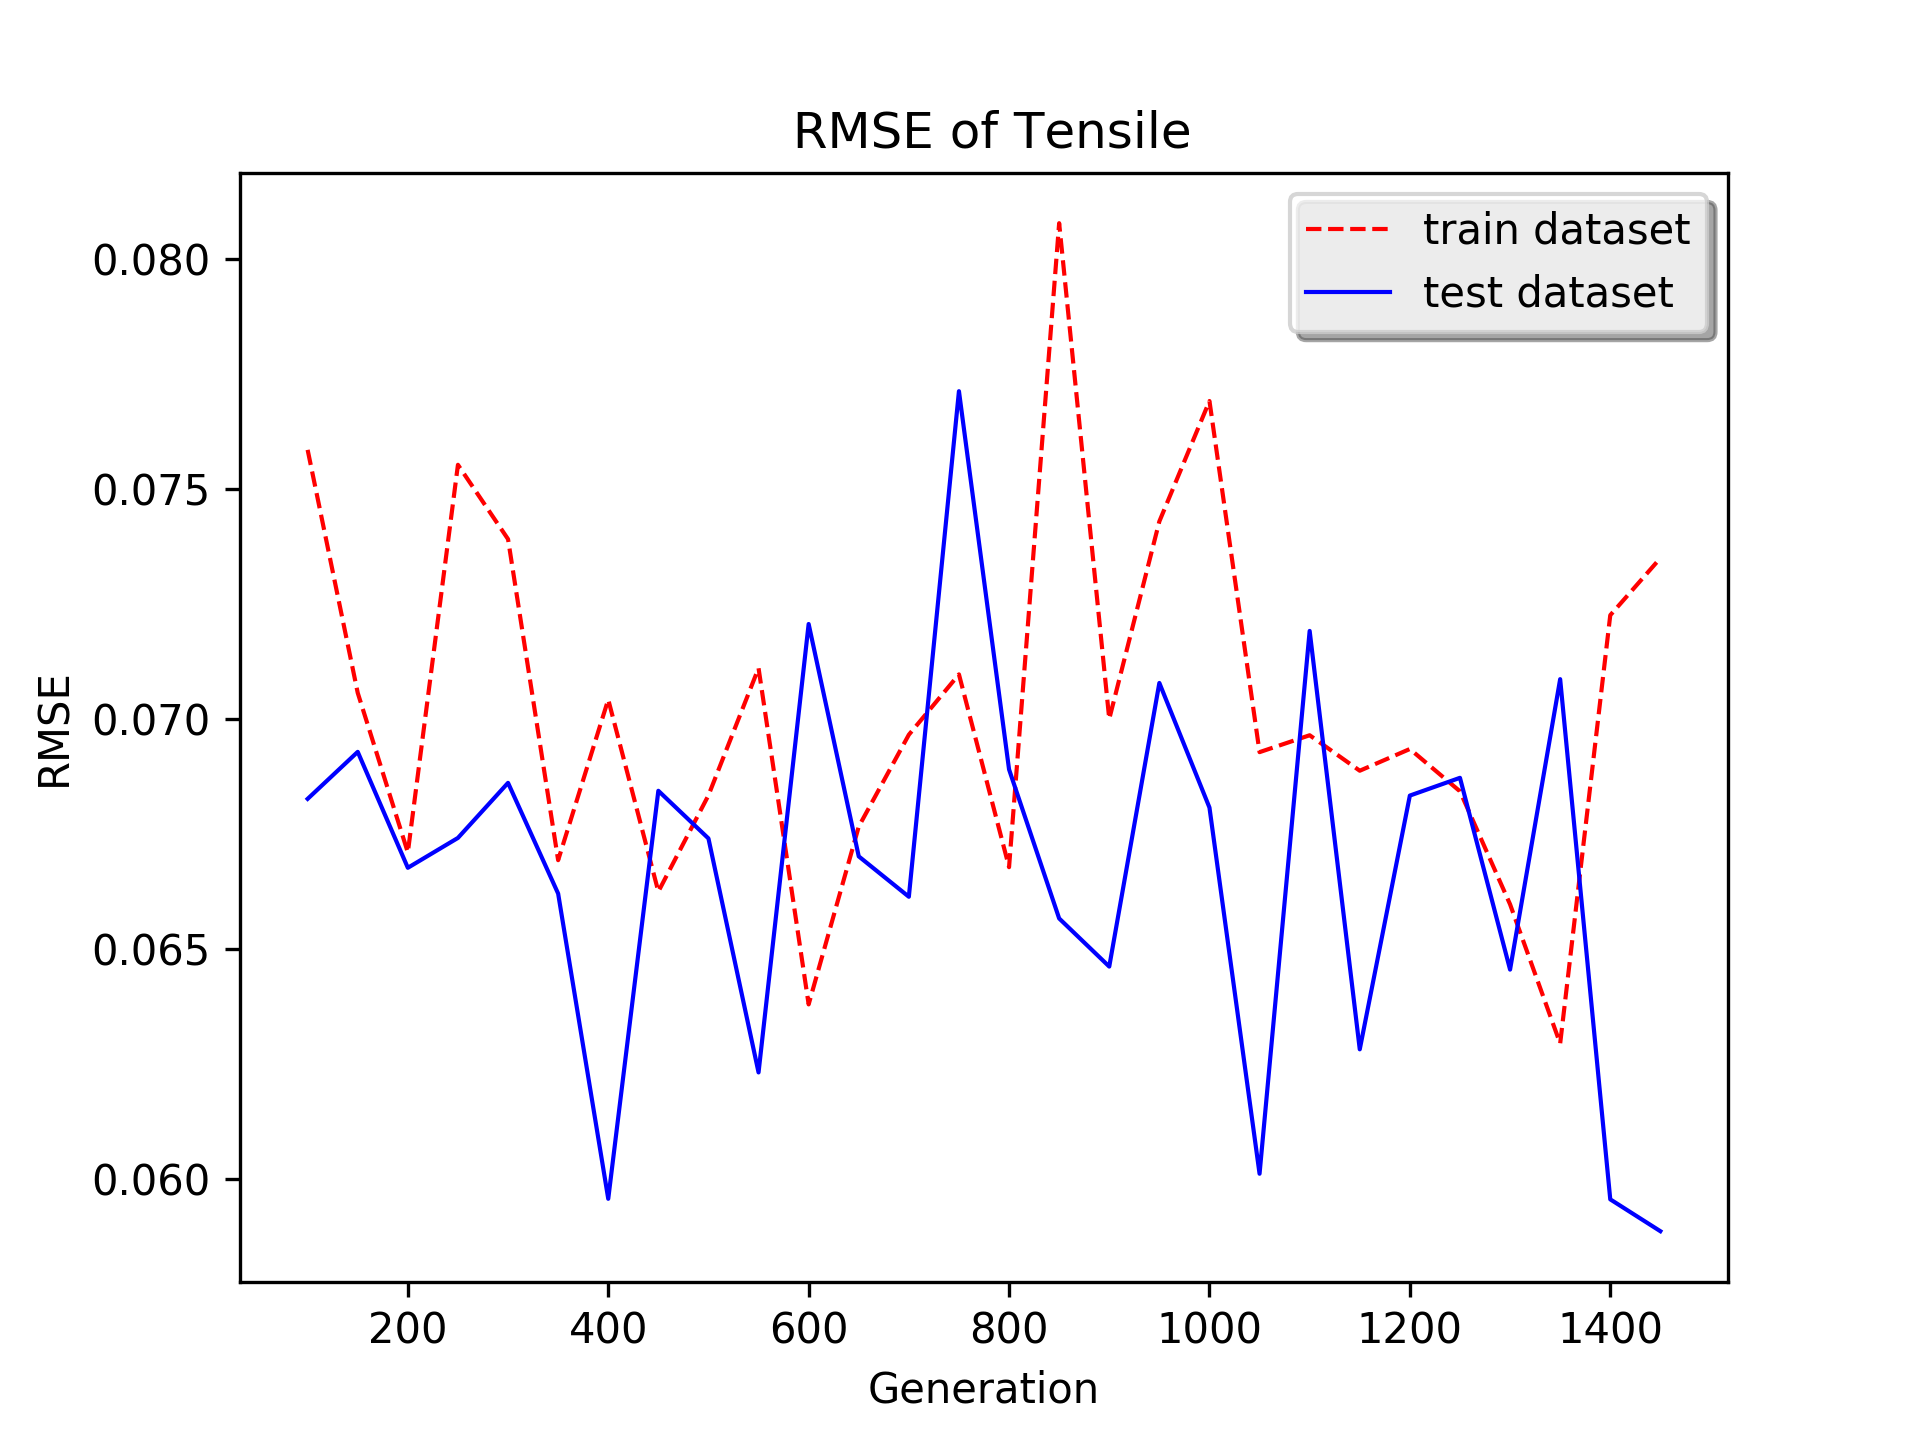 RMSE of Tensile
train dataset
test dataset
0.080
0.075
0.070
0.065
0.060
RMSE
200 400 600 800 1000 1200 1400
Generation